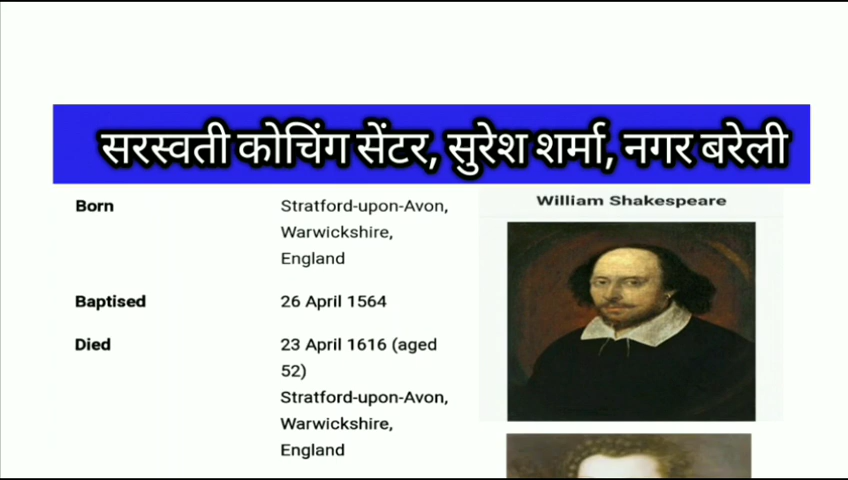 सरस्वती कोचिंग सेंटर, सुरेश शर्मा, नगर बरेली
William Shakespeare
Born
Stratford-upon-Avon,
Warwickshire,
England
Baptised
26 April 1564
Died
23 April 1616 (aged
52)
Stratford-upon-Avon,
Warwickshire,
England